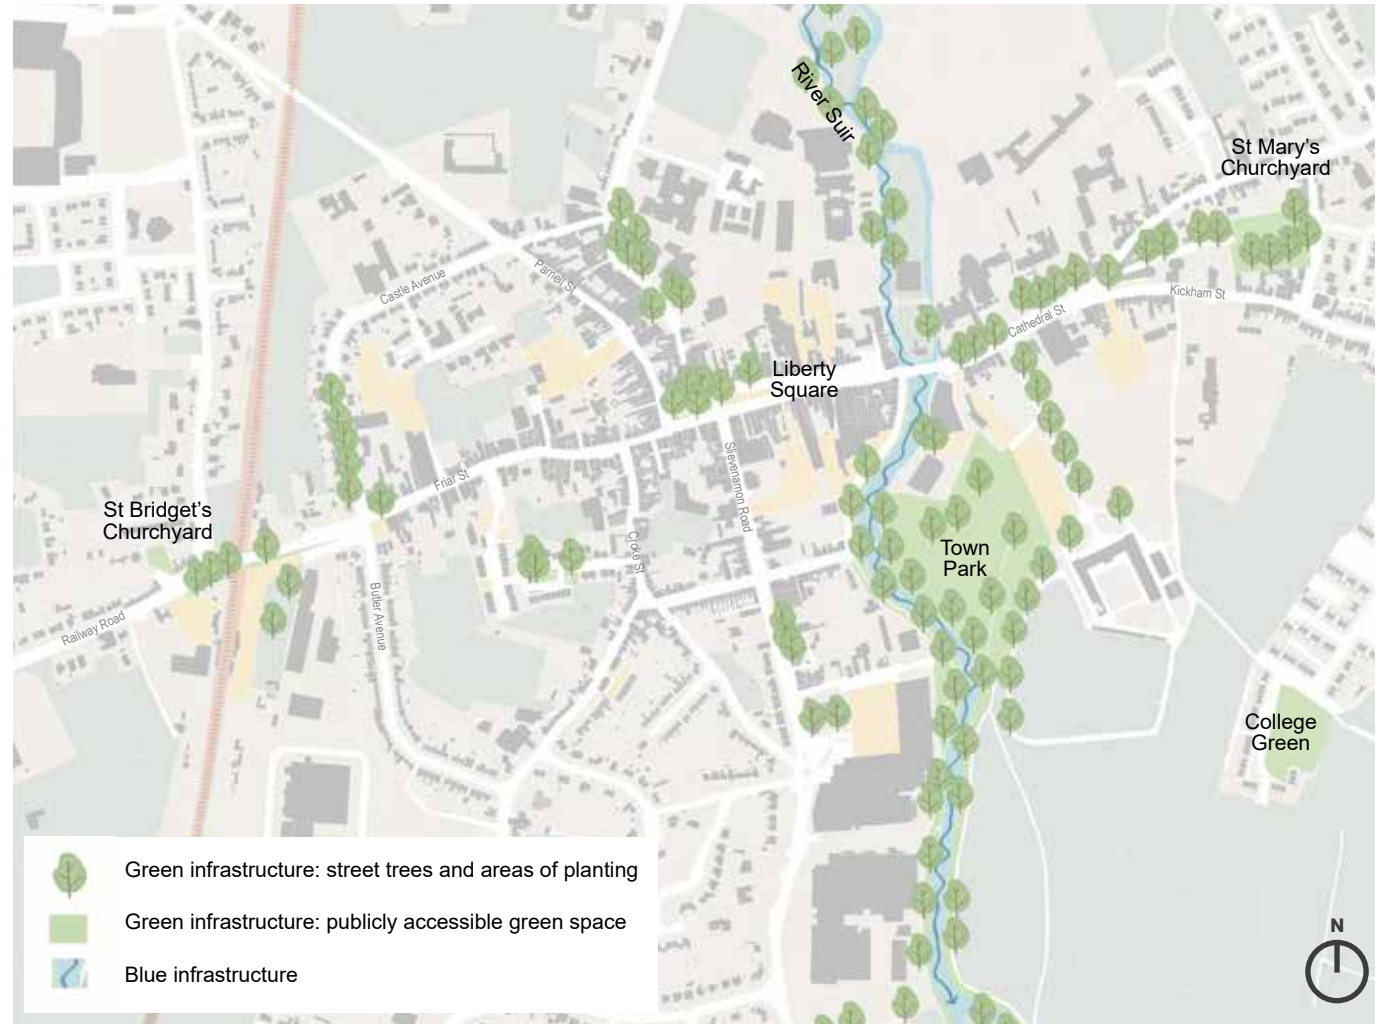 River Suir
St Mary's
Churchyard
Parnell St
Castle Avenue
Kickham St
Cathedral St
Liberty
Square
Slievenamon Road
Friar St
St Bridget's
Churchyard
Croke St
Town
Park
Butler Avenue
Railway Road
College
Green
Green infrastructure: street trees and areas of planting
Green infrastructure: publicly accessible green space
Blue infrastructure
N